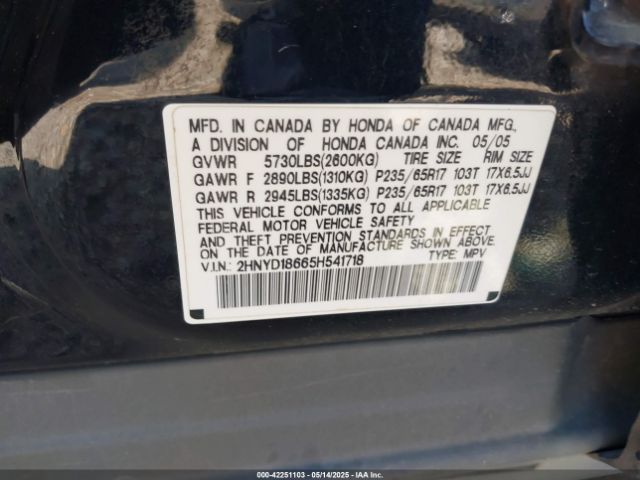 MFD. IN CANADA BY HONDA OF CANADA MFG.,
A DIVISION OF HONDA CANADA INC. 05/05
GVWR 5730LBS(2600KG) TIRE SIZE RIM SIZE
GAWR F 2890LBS(1310KG) P235/65R17 103T 17X6.5JJ
GAWR R 2945LBS(1335KG) P235/65R17 103T 17X6.5JJ
THIS VEHICLE CONFORMS TO ALL APPLICABLE
FEDERAL MOTOR VEHICLE SAFETY
AND THEFT PREVENTION STANDARDS IN EFFECT
ON THE DATE OF MANUFACTURE SHOWN ABOVE.
V.I.N.: 2HNYD18665H541718 TYPE: MPV
000-42251103 - 05/14/2025 - IAAI, Inc.